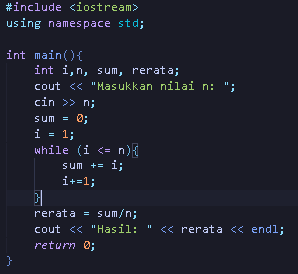 #include <iostream>
using namespace std;

int main(){
    int i,n, sum, rerata;
    cout << "Masukkan nilai n: ";
    cin >> n;
    sum = 0;
    i = 1;
    while (i <= n){
        sum += i;
        i+=1;
    }
    rerata = sum/n;
    cout << "Hasil: " << rerata << endl;
    return 0;
}